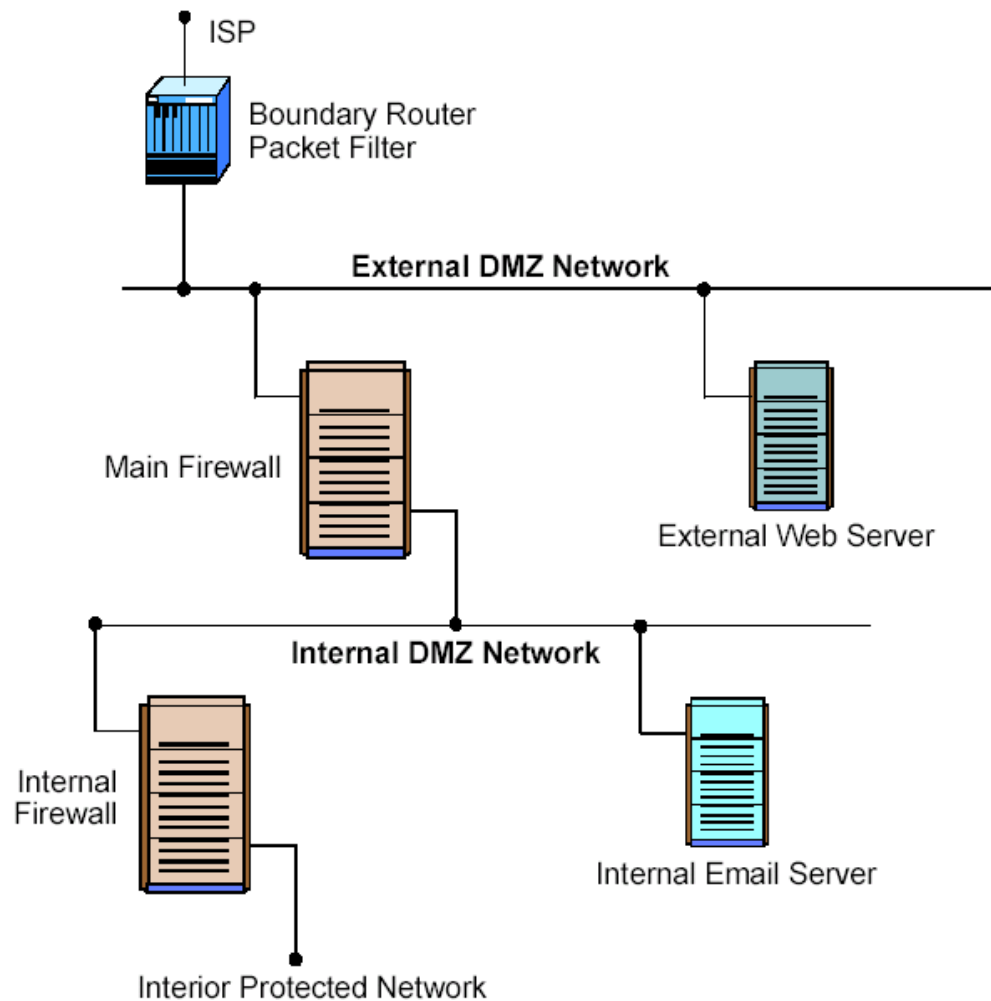 ISP
Boundary Router
Packet Filter
External DMZ Network
Main Firewall
External Web Server
Internal DMZ Network
Internal
Firewall
Internal Email Server
Interior Protected Network